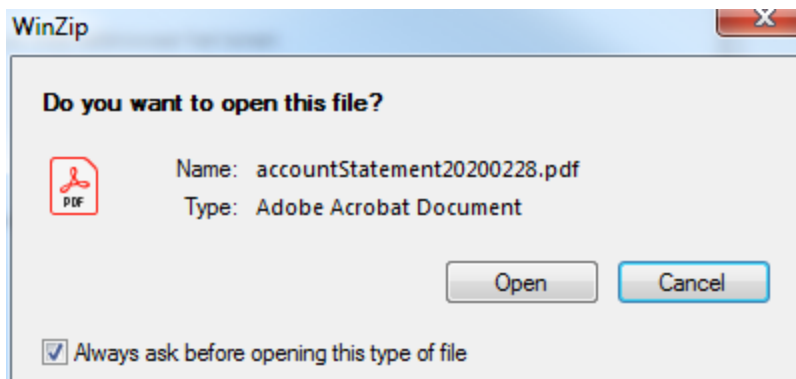 WinZip
Do you want to open this file?
Name: accountStatement20200228.pdf
PDF
Type: Adobe Acrobat Document
Open Cancel
Always ask before opening this type of file